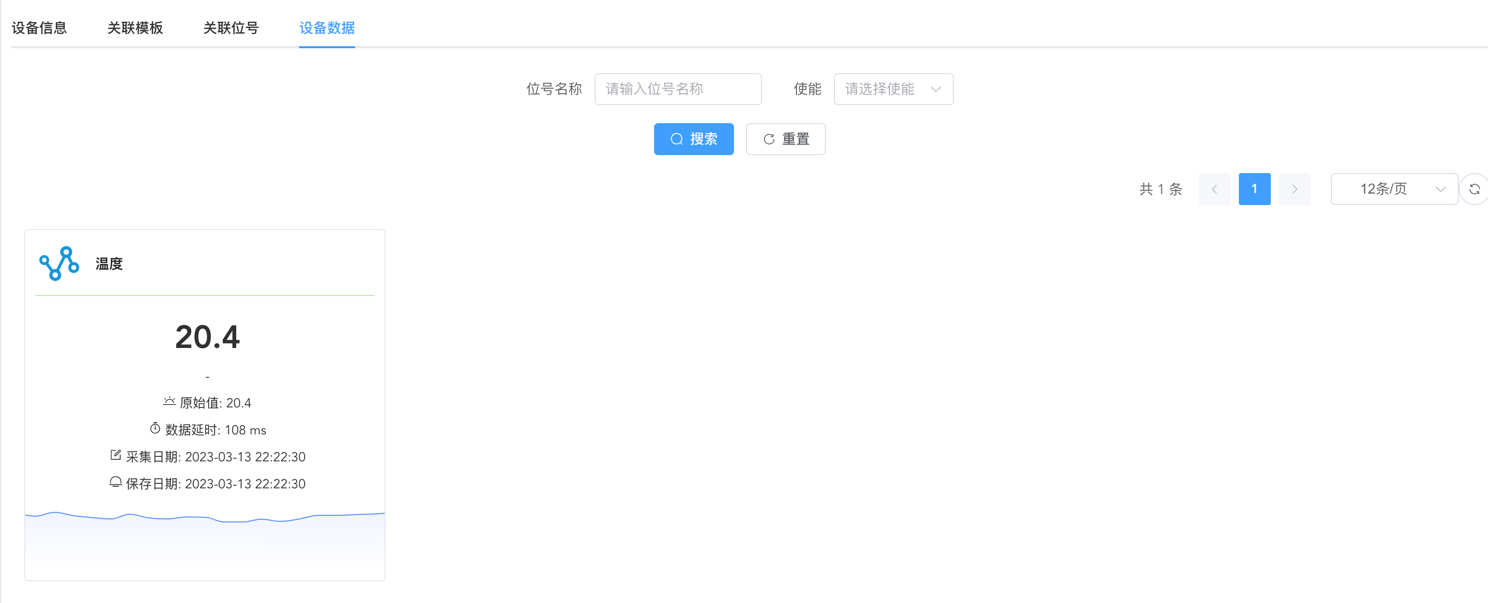 设备信息 关联模板 关联位号 设备数据
位号名称 请输入位号名称 使能 请选择使能
搜索 重置
共 1 条 1 12条/页
温度
20.4
-
原始值: 20.4
数据延时: 108 ms
采集日期: 2023-03-13 22:22:30
保存日期: 2023-03-13 22:22:30